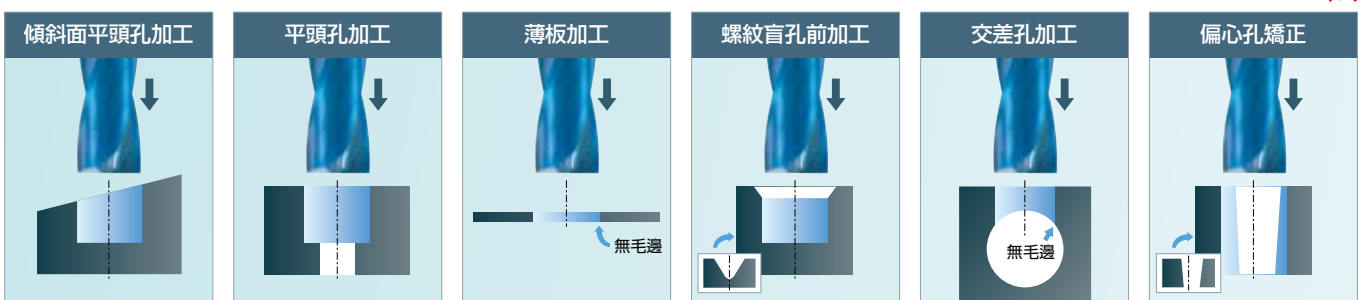 傾斜面平頭孔加工
平頭孔加工
薄板加工
螺紋盲孔前加工
交差孔加工
偏心孔矯正
無毛邊
無毛邊